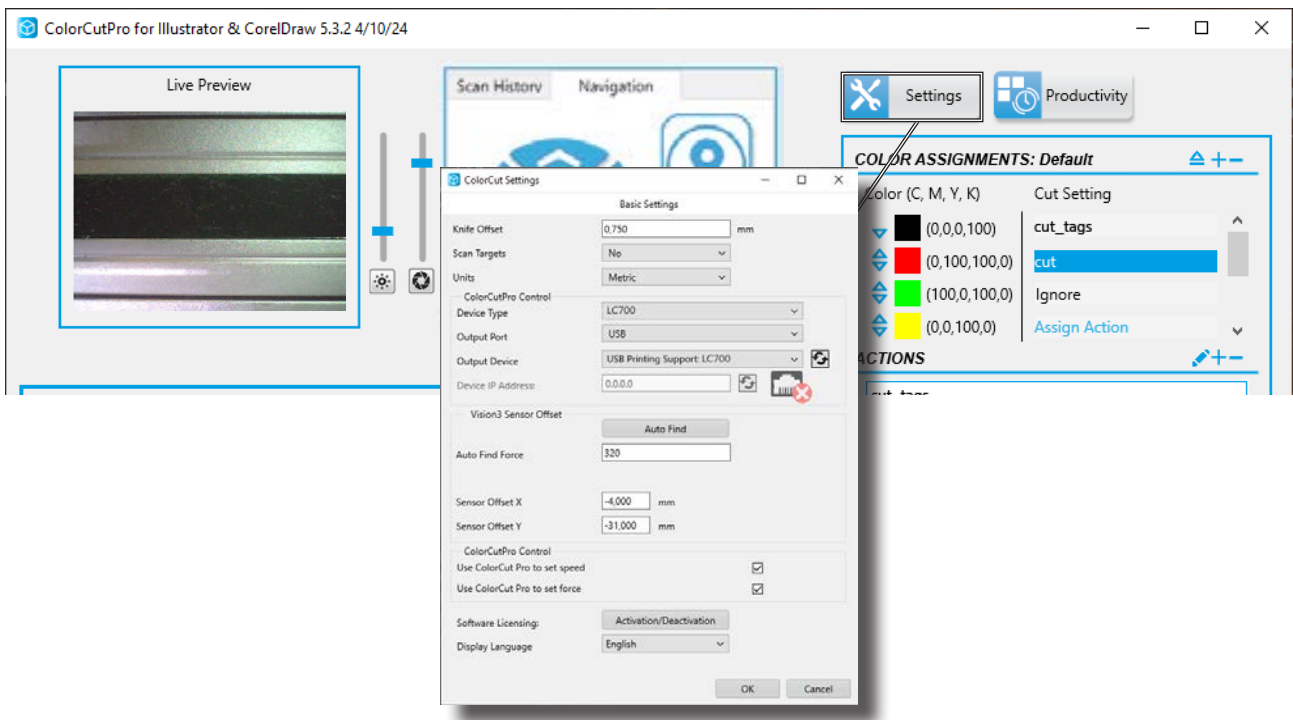 ColorCutPro for Illustrator & CorelDraw 5.3.2 4/10/24
Live Preview
Scan History Navigation
Settings
Productivity
COLOR ASSIGNMENTS: Default
Color (C, M, Y, K) Cut Setting
(0,0,0,100) cut_tags
(0,100,100,0) cut
(100,0,100,0) Ignore
(0,0,100,0) Assign Action
ACTIONS
cut_tags
ColorCut Settings
Basic Settings
Knife Offset 0,750 mm
Scan Targets No
Units Metric
ColorCutPro Control
Device Type LC700
Output Port USB
Output Device USB Printing Support: LC700
Device IP Address: 0.0.0.0
Vision3 Sensor Offset
Auto Find
Auto Find Force 320
Sensor Offset X -4,000 mm
Sensor Offset Y -31,000 mm
ColorCutPro Control
Use ColorCut Pro to set speed
Use ColorCut Pro to set force
Software Licensing: Activation/Deactivation
Display Language English
OK Cancel